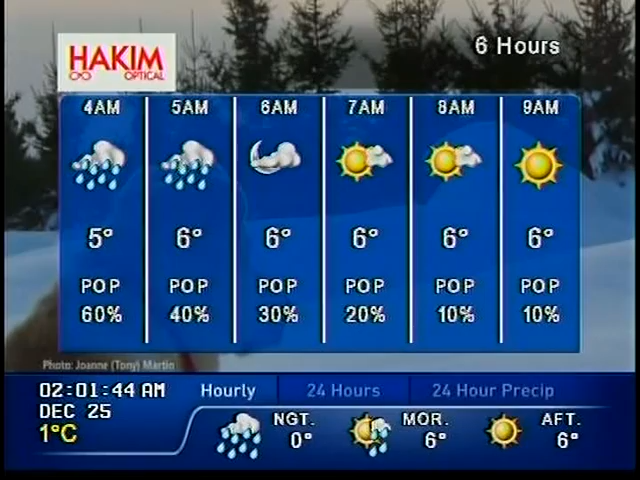 HAKIM
OPTICAL
6 Hours
4AM 5AM 6AM 7AM 8AM 9AM
5° 6° 6° 6° 6° 6°
POP POP POP POP POP POP
60% 40% 30% 20% 10% 10%
Photo: Joanne (Tony) Martin
02:01:44 AM Hourly 24 Hours 24 Hour Precip
DEC 25
1°C
NGT. MOR. AFT.
0° 6° 6°